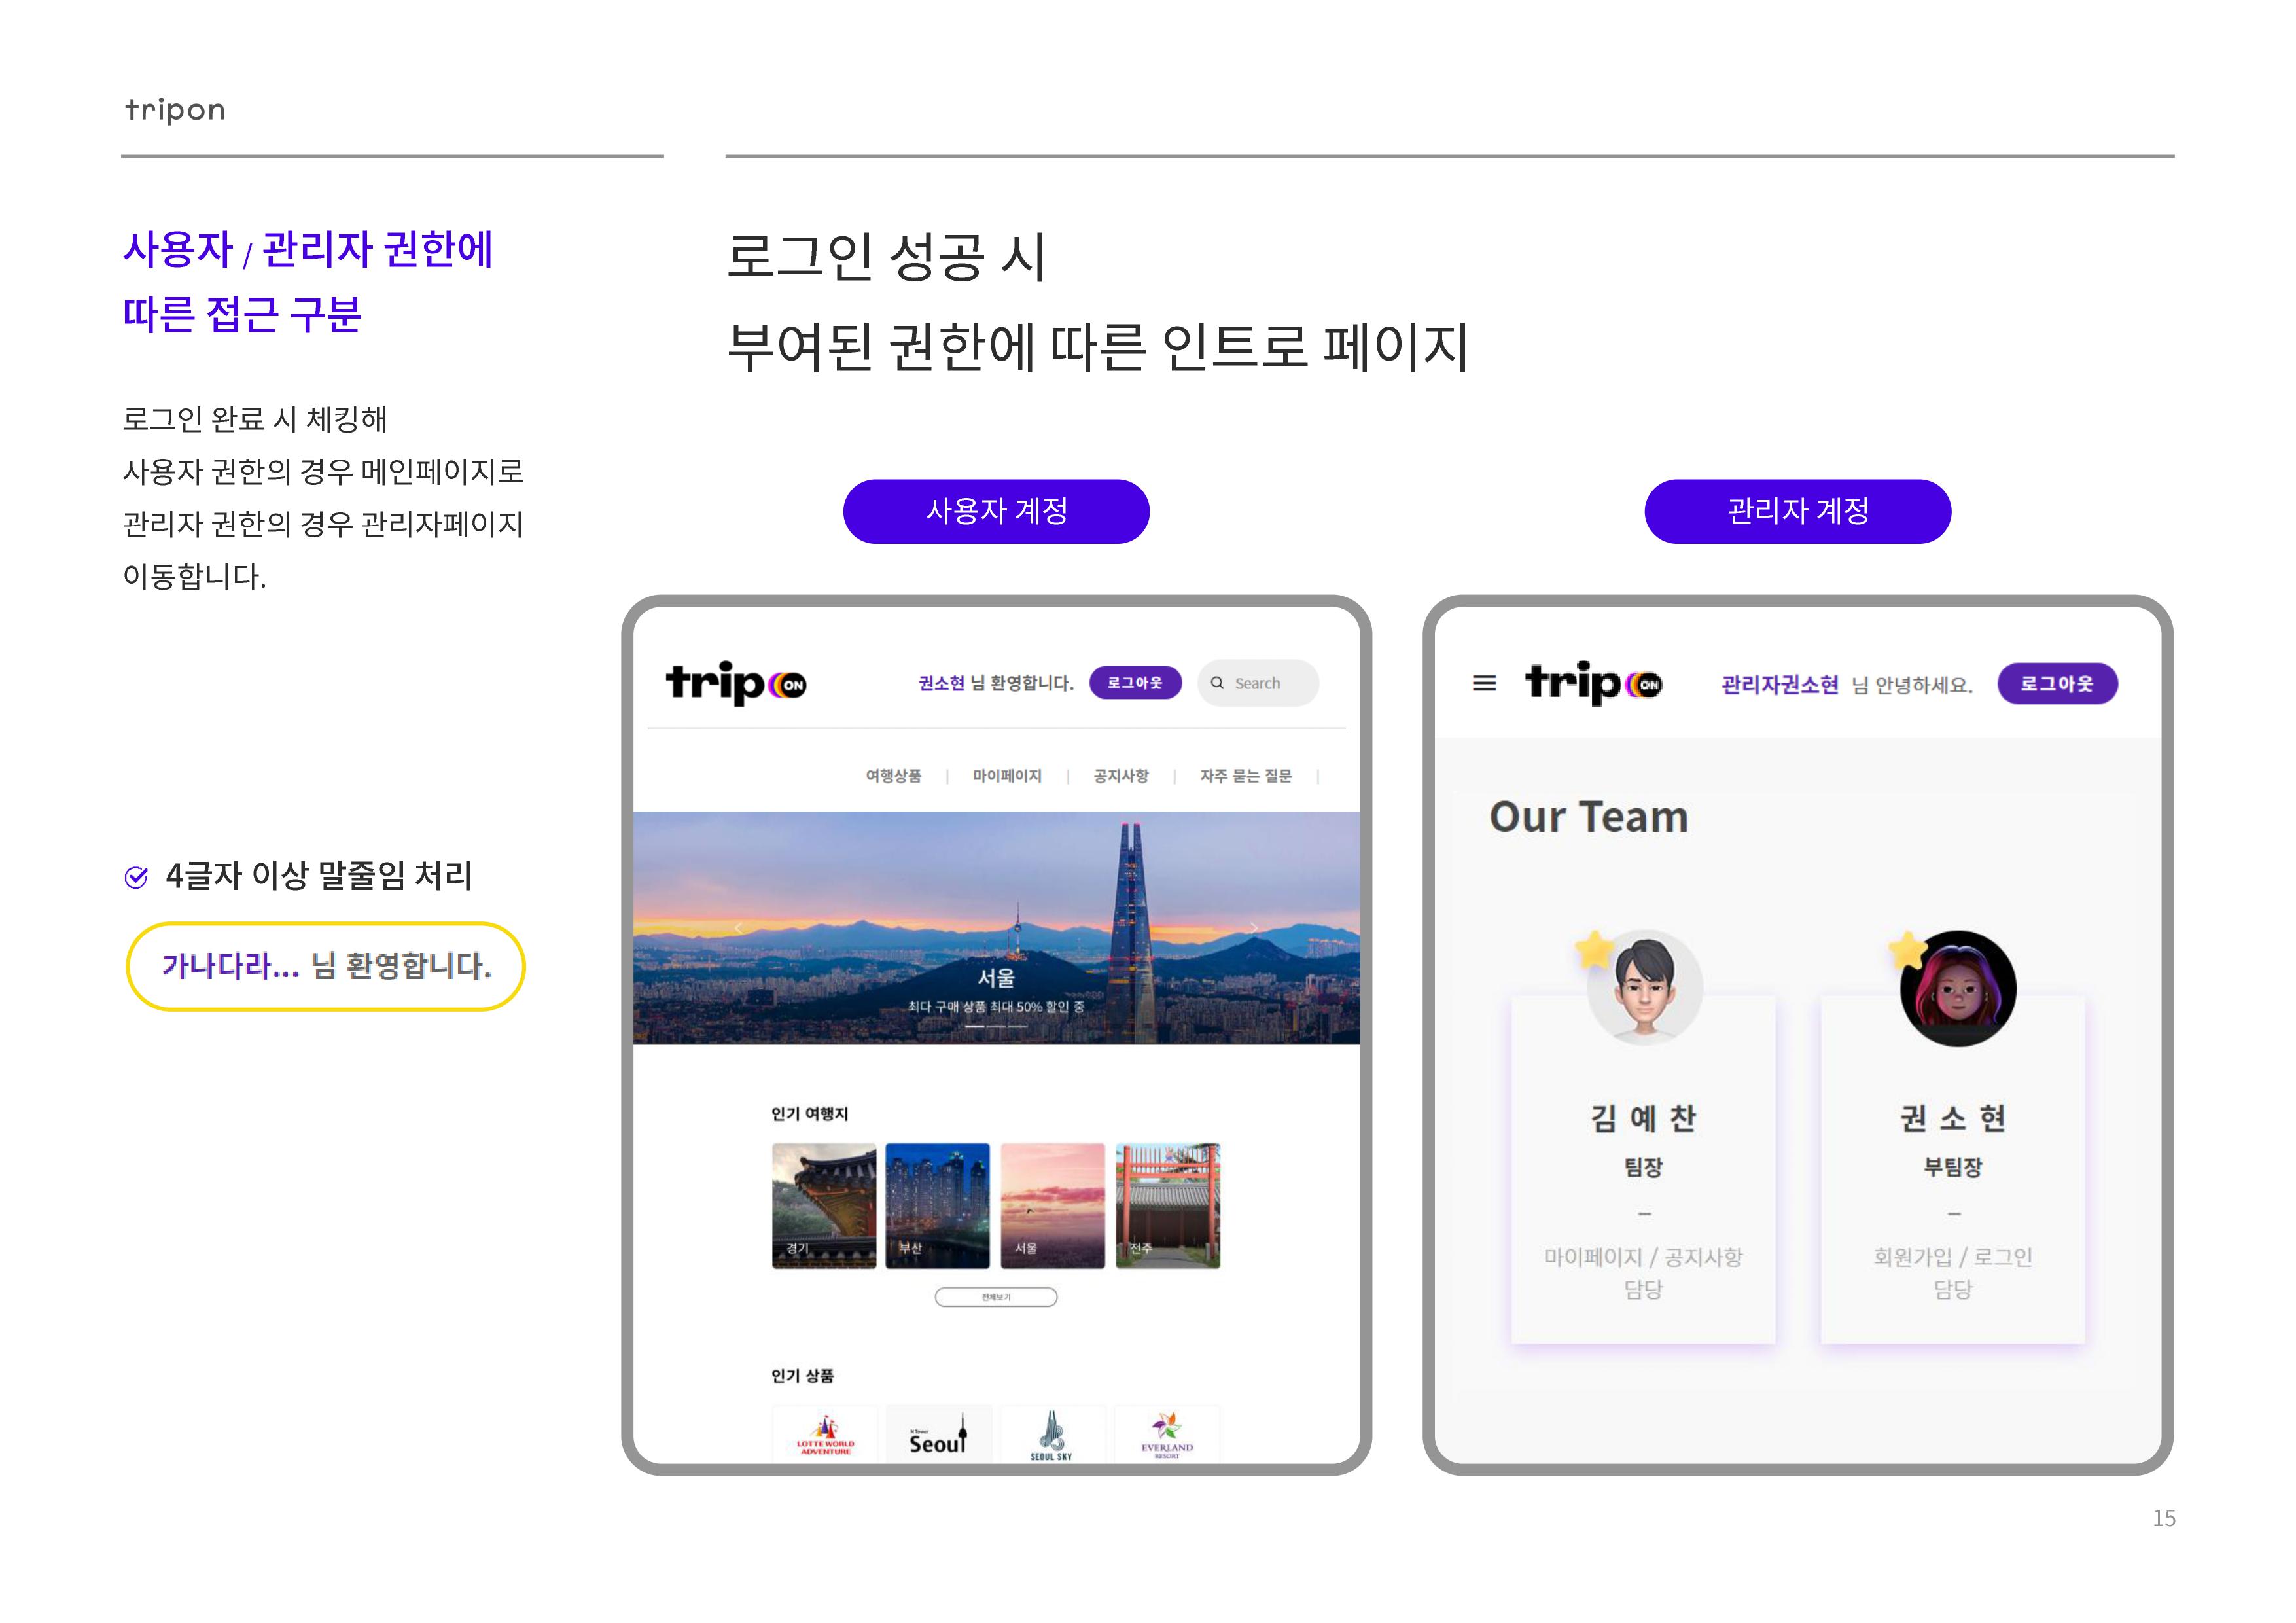 tripon
사용자 / 관리자 권한에
따른 접근 구분
로그인 완료 시 체킹해
사용자 권한의 경우 메인페이지로
관리자 권한의 경우 관리자페이지
이동합니다.
4글자 이상 말줄임 처리
가나다라... 님 환영합니다.
로그인 성공 시
부여된 권한에 따른 인트로 페이지
사용자 계정
tripON
권소현 님 환영합니다.
로그아웃
Search
여행상품 | 마이페이지 | 공지사항 | 자주 묻는 질문 |
서울
최다 구매 상품 최대 50% 할인 중
인기 여행지
경기
부산
서울
전주
전체보기
인기 상품
LOTTE WORLD
ADVENTURE
N Tower
Seoul
SEOUL SKY
EVERLAND
RESORT
관리자 계정
tripON
관리자권소현 님 안녕하세요.
로그아웃
Our Team
김 예 찬
팀장
–
마이페이지 / 공지사항
담당
권 소 현
부팀장
–
회원가입 / 로그인
담당
15